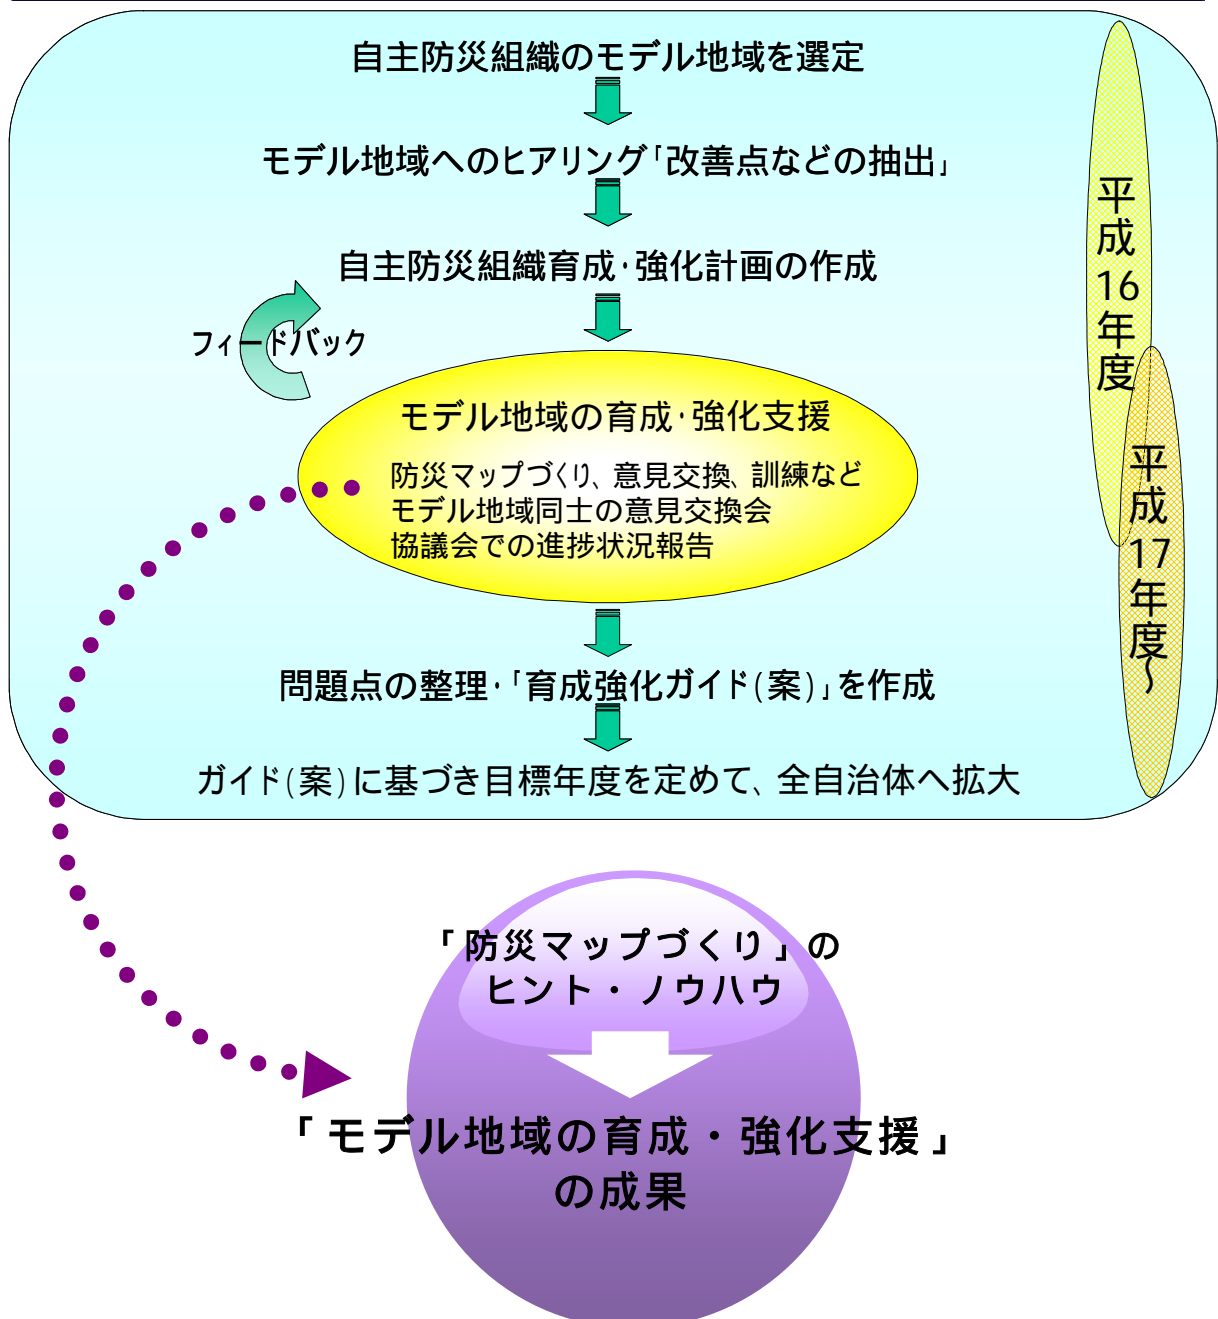 自主防災組織のモデル地域を選定
モデル地域へのヒアリング「改善点などの抽出」
自主防災組織育成・強化計画の作成
フィードバック
モデル地域の育成・強化支援
防災マップづくり、意見交換、訓練など
モデル地域同士の意見交換会
協議会での進捗状況報告
問題点の整理・「育成強化ガイド(案)」を作成
ガイド(案)に基づき目標年度を定めて、全自治体へ拡大
平成16年度
平成17年度～
「防災マップづくり」の
ヒント・ノウハウ
「モデル地域の育成・強化支援」
の成果